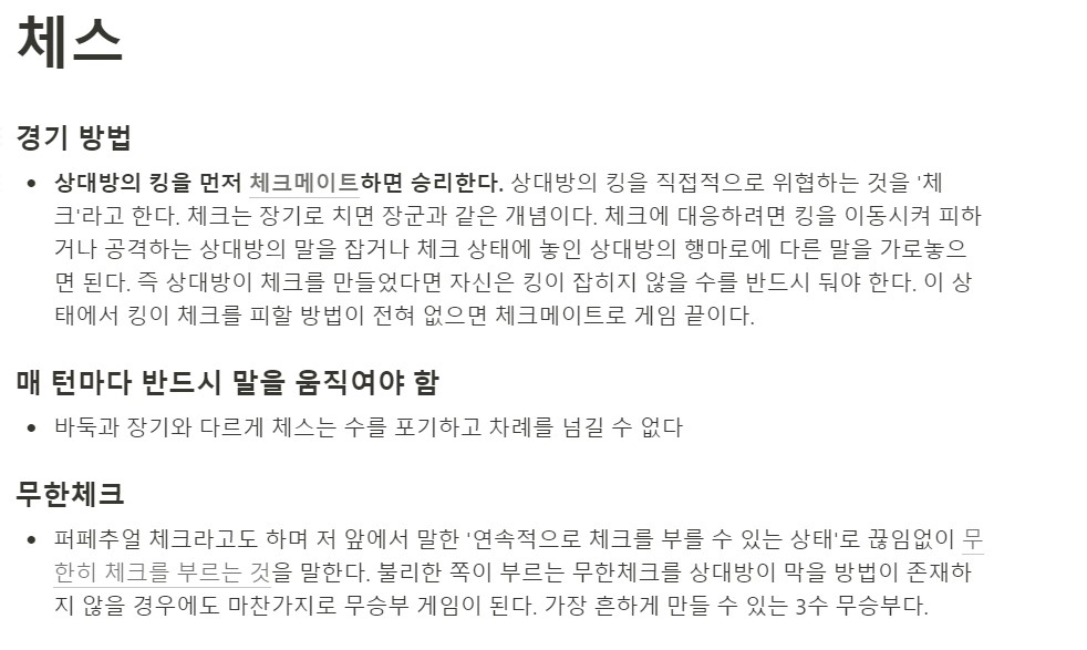 체스
경기 방법
• 상대방의 킹을 먼저 체크메이트하면 승리한다. 상대방의 킹을 직접적으로 위협하는 것을 '체
크'라고 한다. 체크는 장기로 치면 장군과 같은 개념이다. 체크에 대응하려면 킹을 이동시켜 피하
거나 공격하는 상대방의 말을 잡거나 체크 상태에 놓인 상대방의 행마로에 다른 말을 가로놓으
면 된다. 즉 상대방이 체크를 만들었다면 자신은 킹이 잡히지 않을 수를 반드시 둬야 한다. 이 상
태에서 킹이 체크를 피할 방법이 전혀 없으면 체크메이트로 게임 끝이다.
매 턴마다 반드시 말을 움직여야 함
• 바둑과 장기와 다르게 체스는 수를 포기하고 차례를 넘길 수 없다
무한체크
• 퍼페추얼 체크라고도 하며 저 앞에서 말한 '연속적으로 체크를 부를 수 있는 상태'로 끊임없이 무
한히 체크를 부르는 것을 말한다. 불리한 쪽이 부르는 무한체크를 상대방이 막을 방법이 존재하
지 않을 경우에도 마찬가지로 무승부 게임이 된다. 가장 흔하게 만들 수 있는 3수 무승부다.